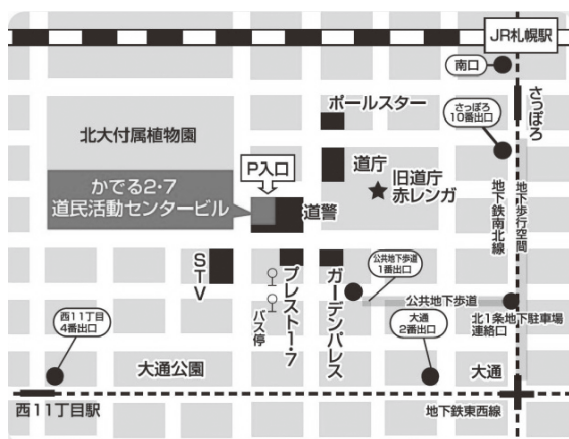 JR札幌駅
南口
さっぽろ
ポールスター
さっぽろ
10番出口
北大付属植物園
P入口
道庁
旧道庁
赤レンガ
かでる2・7
道民活動センタービル
道警
地下鉄南北線
地下歩行空間
STV
バス停
プレスト1・7
ガーデンパレス
公共地下歩道
1番出口
公共地下歩道
北1条地下駐車場
連絡口
西11丁目
4番出口
大通公園
大通
2番出口
大通
西11丁目駅
地下鉄東西線